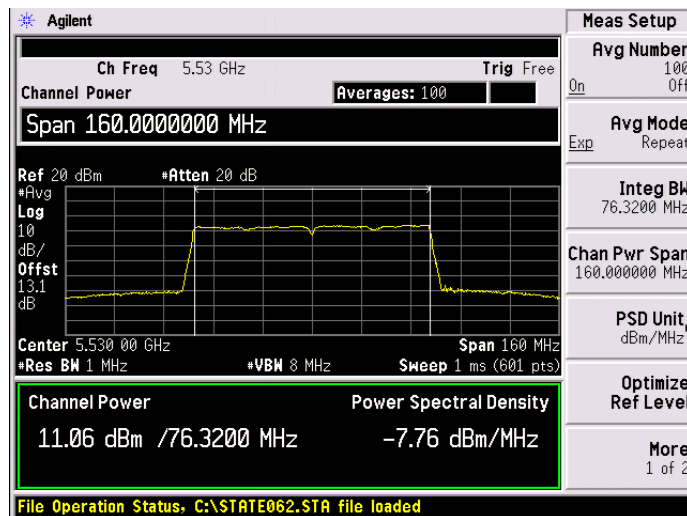 Agilent
Meas Setup
Ch Freq 5.53 GHz Trig Free
Channel Power Averages: 100
Span 160.0000000 MHz
Ref 20 dBm #Atten 20 dB
#Avg
Log
10
dB/
Offst
13.1
dB
Center 5.530 00 GHz Span 160 MHz
#Res BW 1 MHz #VBW 8 MHz Sweep 1 ms (601 pts)
Channel Power Power Spectral Density
11.06 dBm /76.3200 MHz -7.76 dBm/MHz
File Operation Status, C:\STATE062.STA file loaded
Avg Number
100
On Off
Avg Mode
Exp Repeat
Integ BW
76.3200 MHz
Chan Pwr Span
160.000000 MHz
PSD Unit
dBm/MHz
Optimize
Ref Level
More
1 of 2